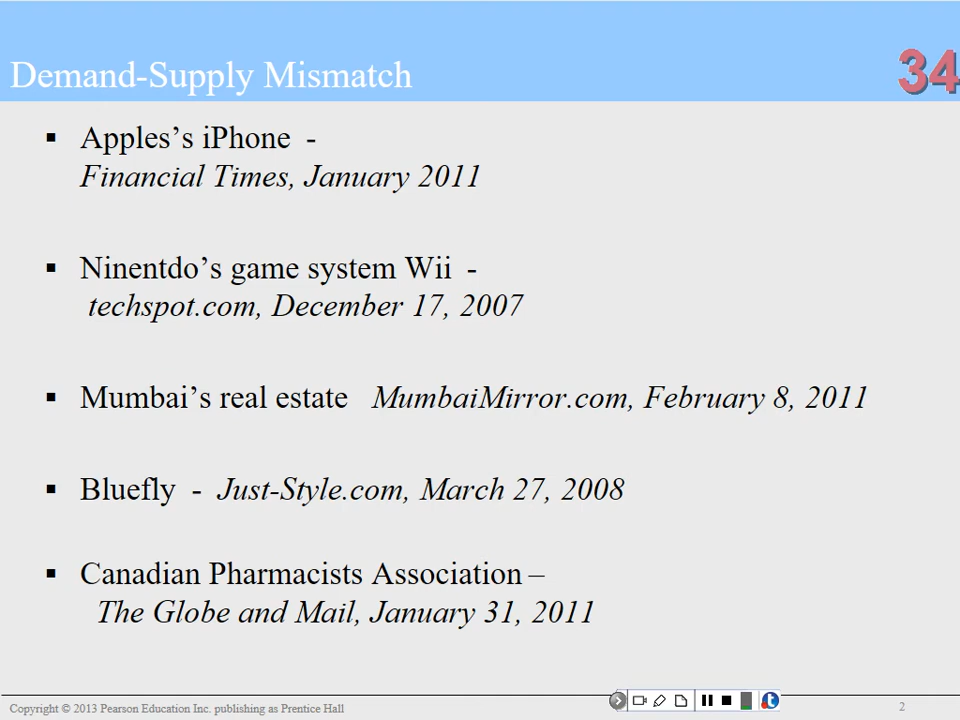 Demand-Supply Mismatch
34
▪ Apples’s iPhone -
Financial Times, January 2011
▪ Ninentdo’s game system Wii -
techspot.com, December 17, 2007
▪ Mumbai’s real estate MumbaiMirror.com, February 8, 2011
▪ Bluefly - Just-Style.com, March 27, 2008
▪ Canadian Pharmacists Association –
The Globe and Mail, January 31, 2011
Copyright © 2013 Pearson Education Inc. publishing as Prentice Hall
2